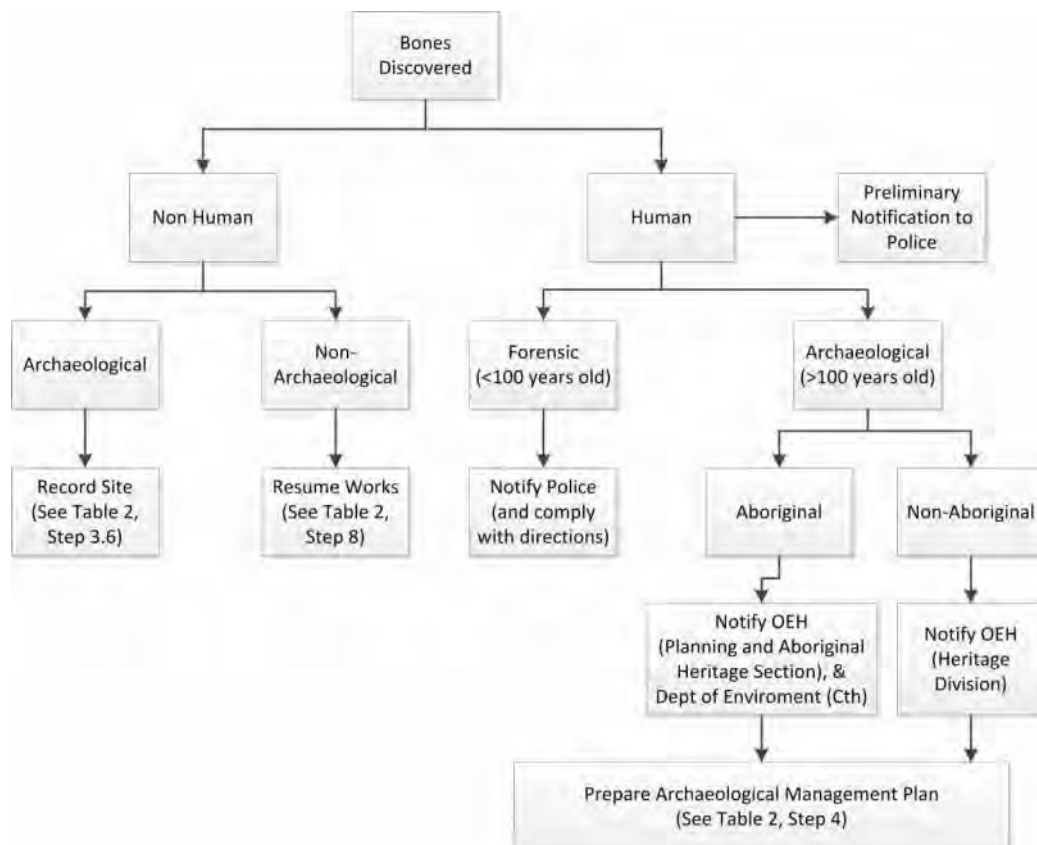 Bones
Discovered
Non Human
Human
Preliminary
Notification to
Police
Archaeological
Non-
Archaeological
Forensic
(<100 years old)
Archaeological
(>100 years old)
Record Site
(See Table 2,
Step 3.6)
Resume Works
(See Table 2,
Step 8)
Notify Police
(and comply
with directions)
Aboriginal
Non-Aboriginal
Notify OEH
(Planning and Aboriginal
Heritage Section), &
Dept of Enviroment (Cth)
Notify OEH
(Heritage
Division)
Prepare Archaeological Management Plan
(See Table 2, Step 4)